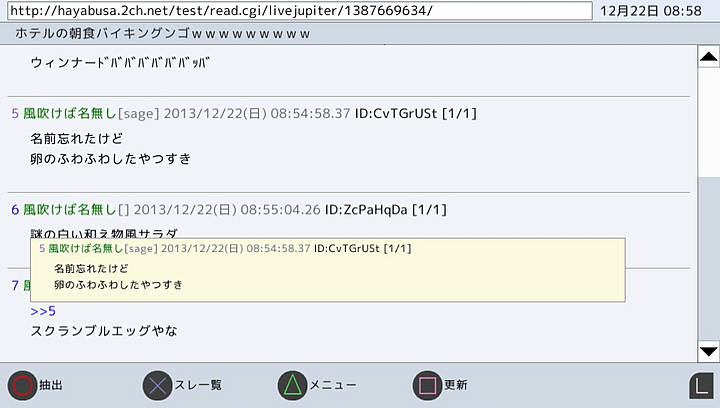 http://hayabusa.2ch.net/test/read.cgi/livejupiter/1387669634/ 12月22日 08:58
ホテルの朝食バイキングンゴｗｗｗｗｗｗｗｗｗ
ウィンナードﾞﾊﾞﾊﾞﾊﾞﾊﾞﾊﾞﾊﾞｯﾊﾞ
5 風吹けば名無し[sage] 2013/12/22(日) 08:54:58.37 ID:CvTGrUSt [1/1]
名前忘れたけど
卵のふわふわしたやつすき
6 風吹けば名無し[] 2013/12/22(日) 08:55:04.26 ID:ZcPaHqDa [1/1]
謎の白い和え物風サラダ
5 風吹けば名無し[sage] 2013/12/22(日) 08:54:58.37 ID:CvTGrUSt [1/1]
名前忘れたけど
卵のふわふわしたやつすき
7
>>5
スクランブルエッグやな
抽出 スレ一覧 メニュー 更新 L